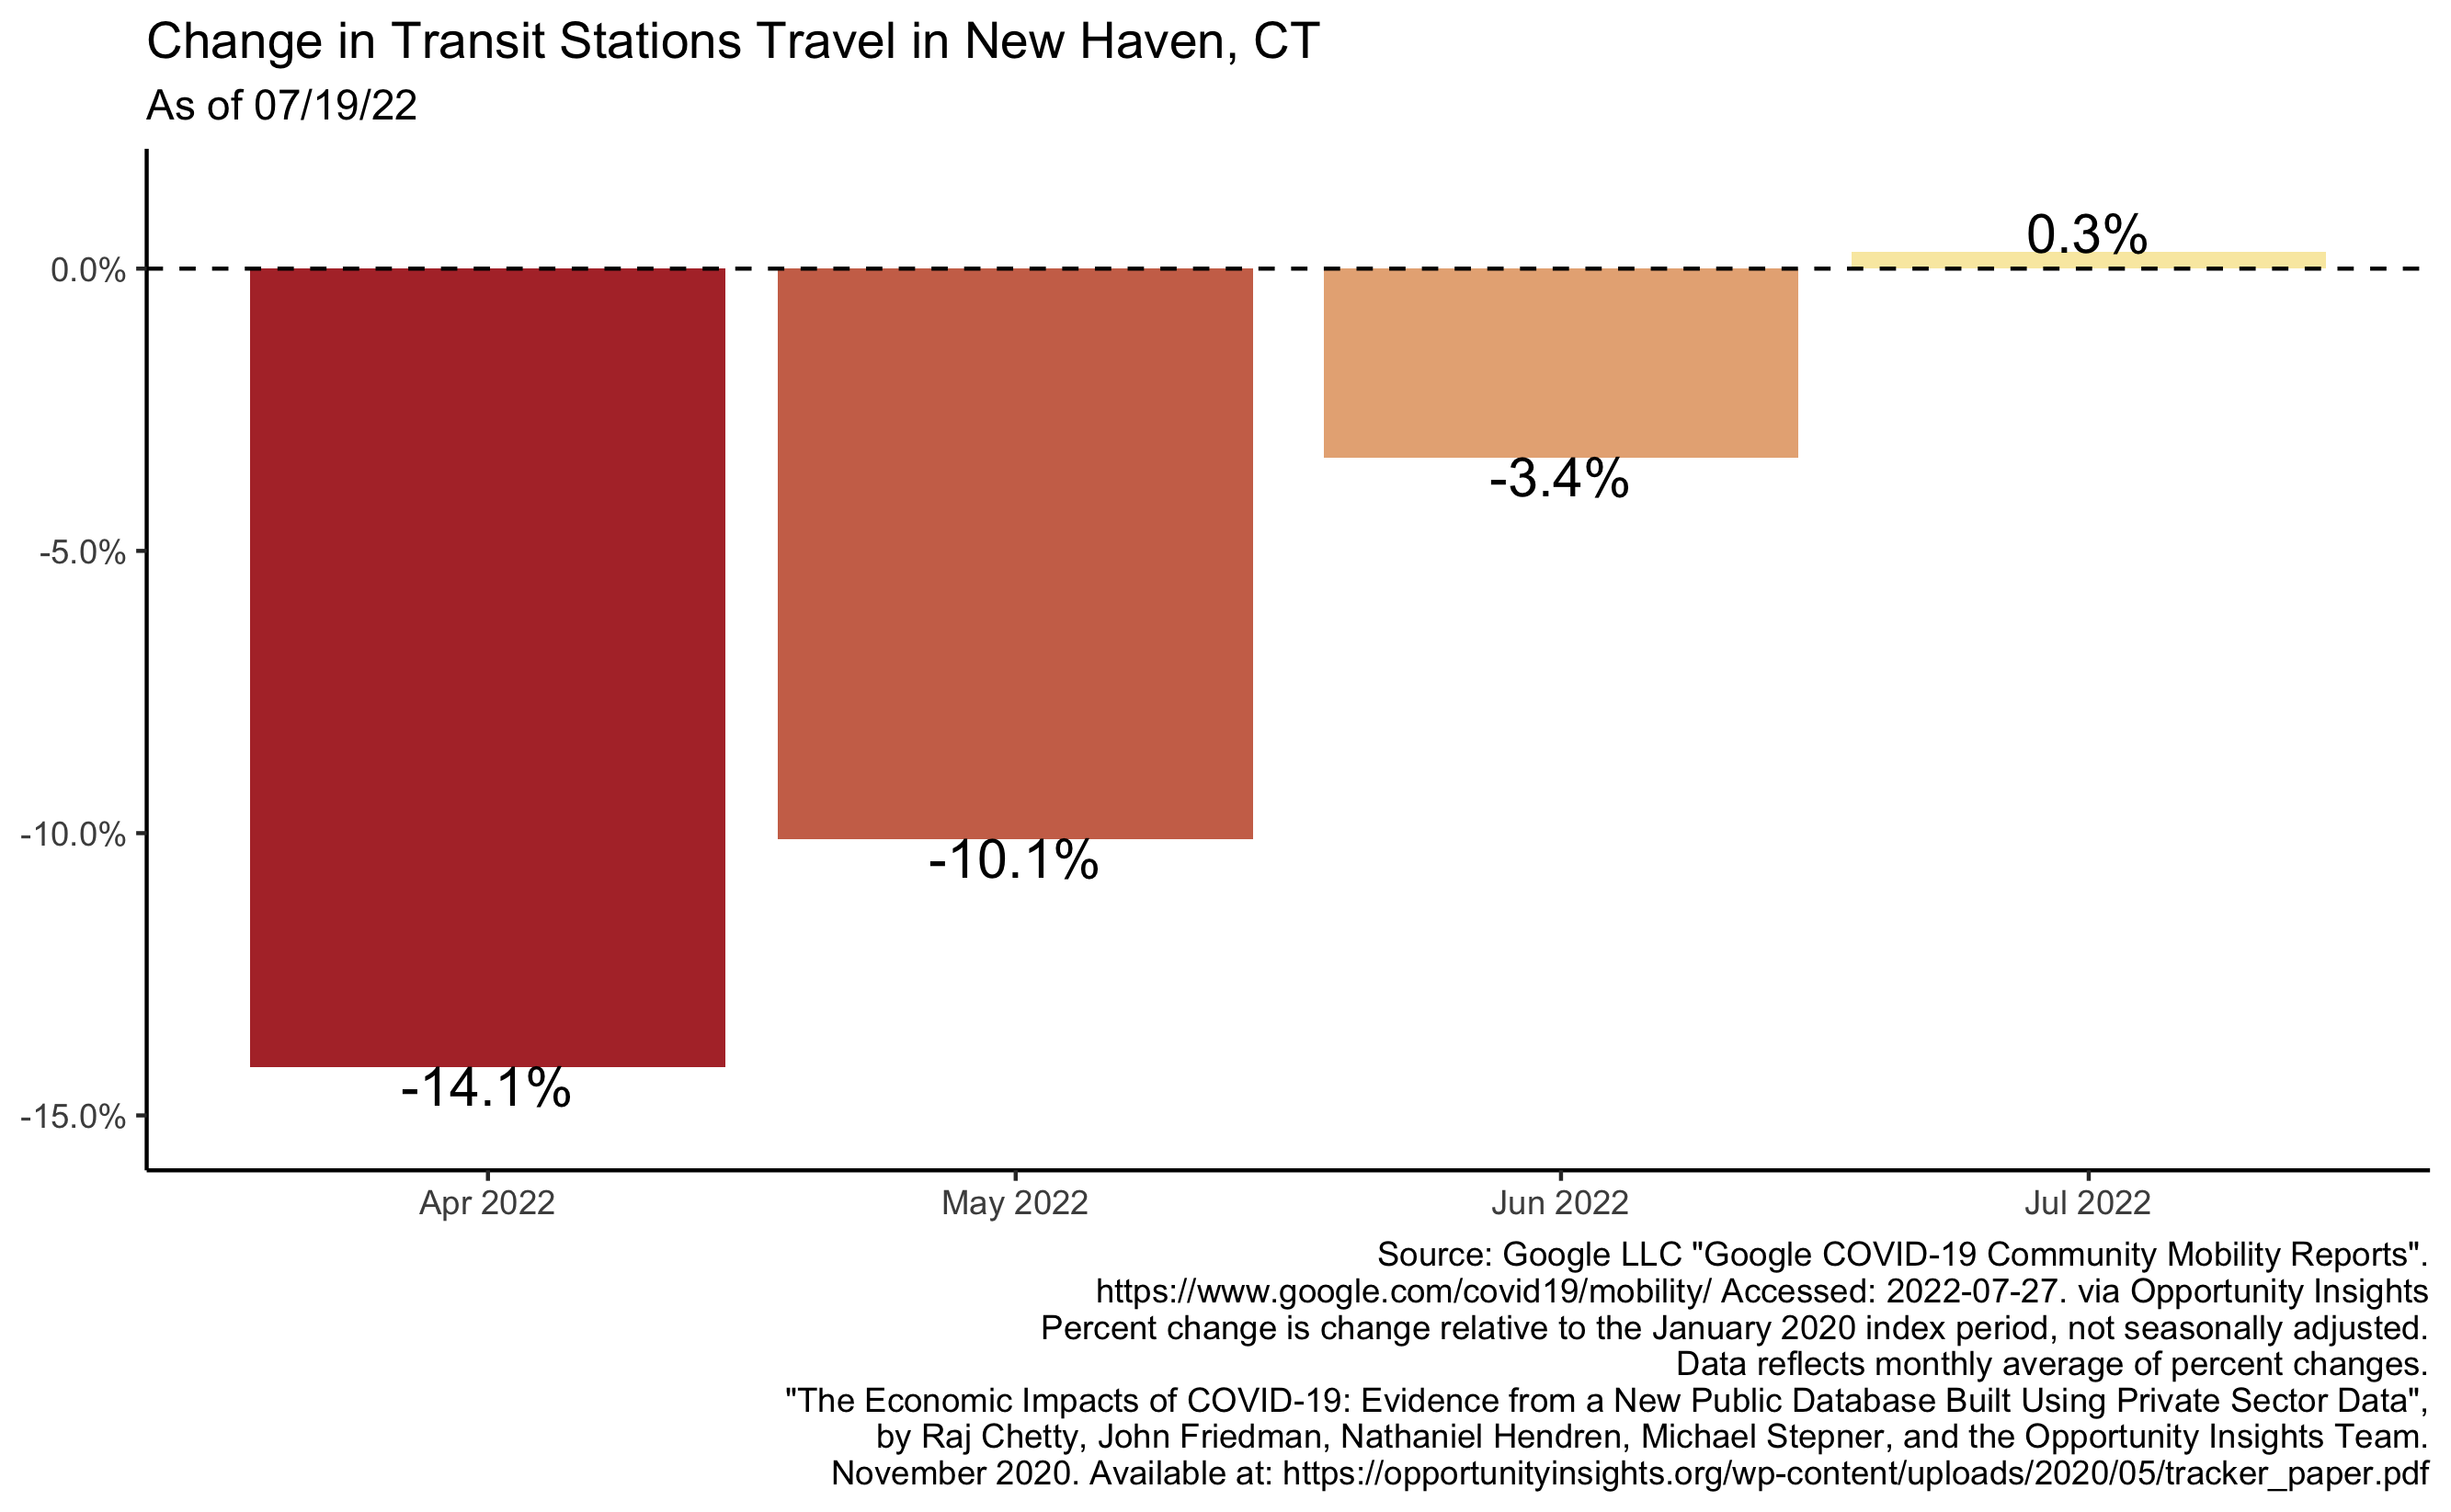 Change in Transit Stations Travel in New Haven, CT
As of 07/19/22
0.3%
0.0%
-3.4%
-5.0%
-10.0%
-10.1%
-14.1%
-15.0%
Apr 2022 May 2022 Jun 2022 Jul 2022
Source: Google LLC "Google COVID-19 Community Mobility Reports".
https://www.google.com/covid19/mobility/ Accessed: 2022-07-27. via Opportunity Insights
Percent change is change relative to the January 2020 index period, not seasonally adjusted.
Data reflects monthly average of percent changes.
"The Economic Impacts of COVID-19: Evidence from a New Public Database Built Using Private Sector Data",
by Raj Chetty, John Friedman, Nathaniel Hendren, Michael Stepner, and the Opportunity Insights Team.
November 2020. Available at: https://opportunityinsights.org/wp-content/uploads/2020/05/tracker_paper.pdf